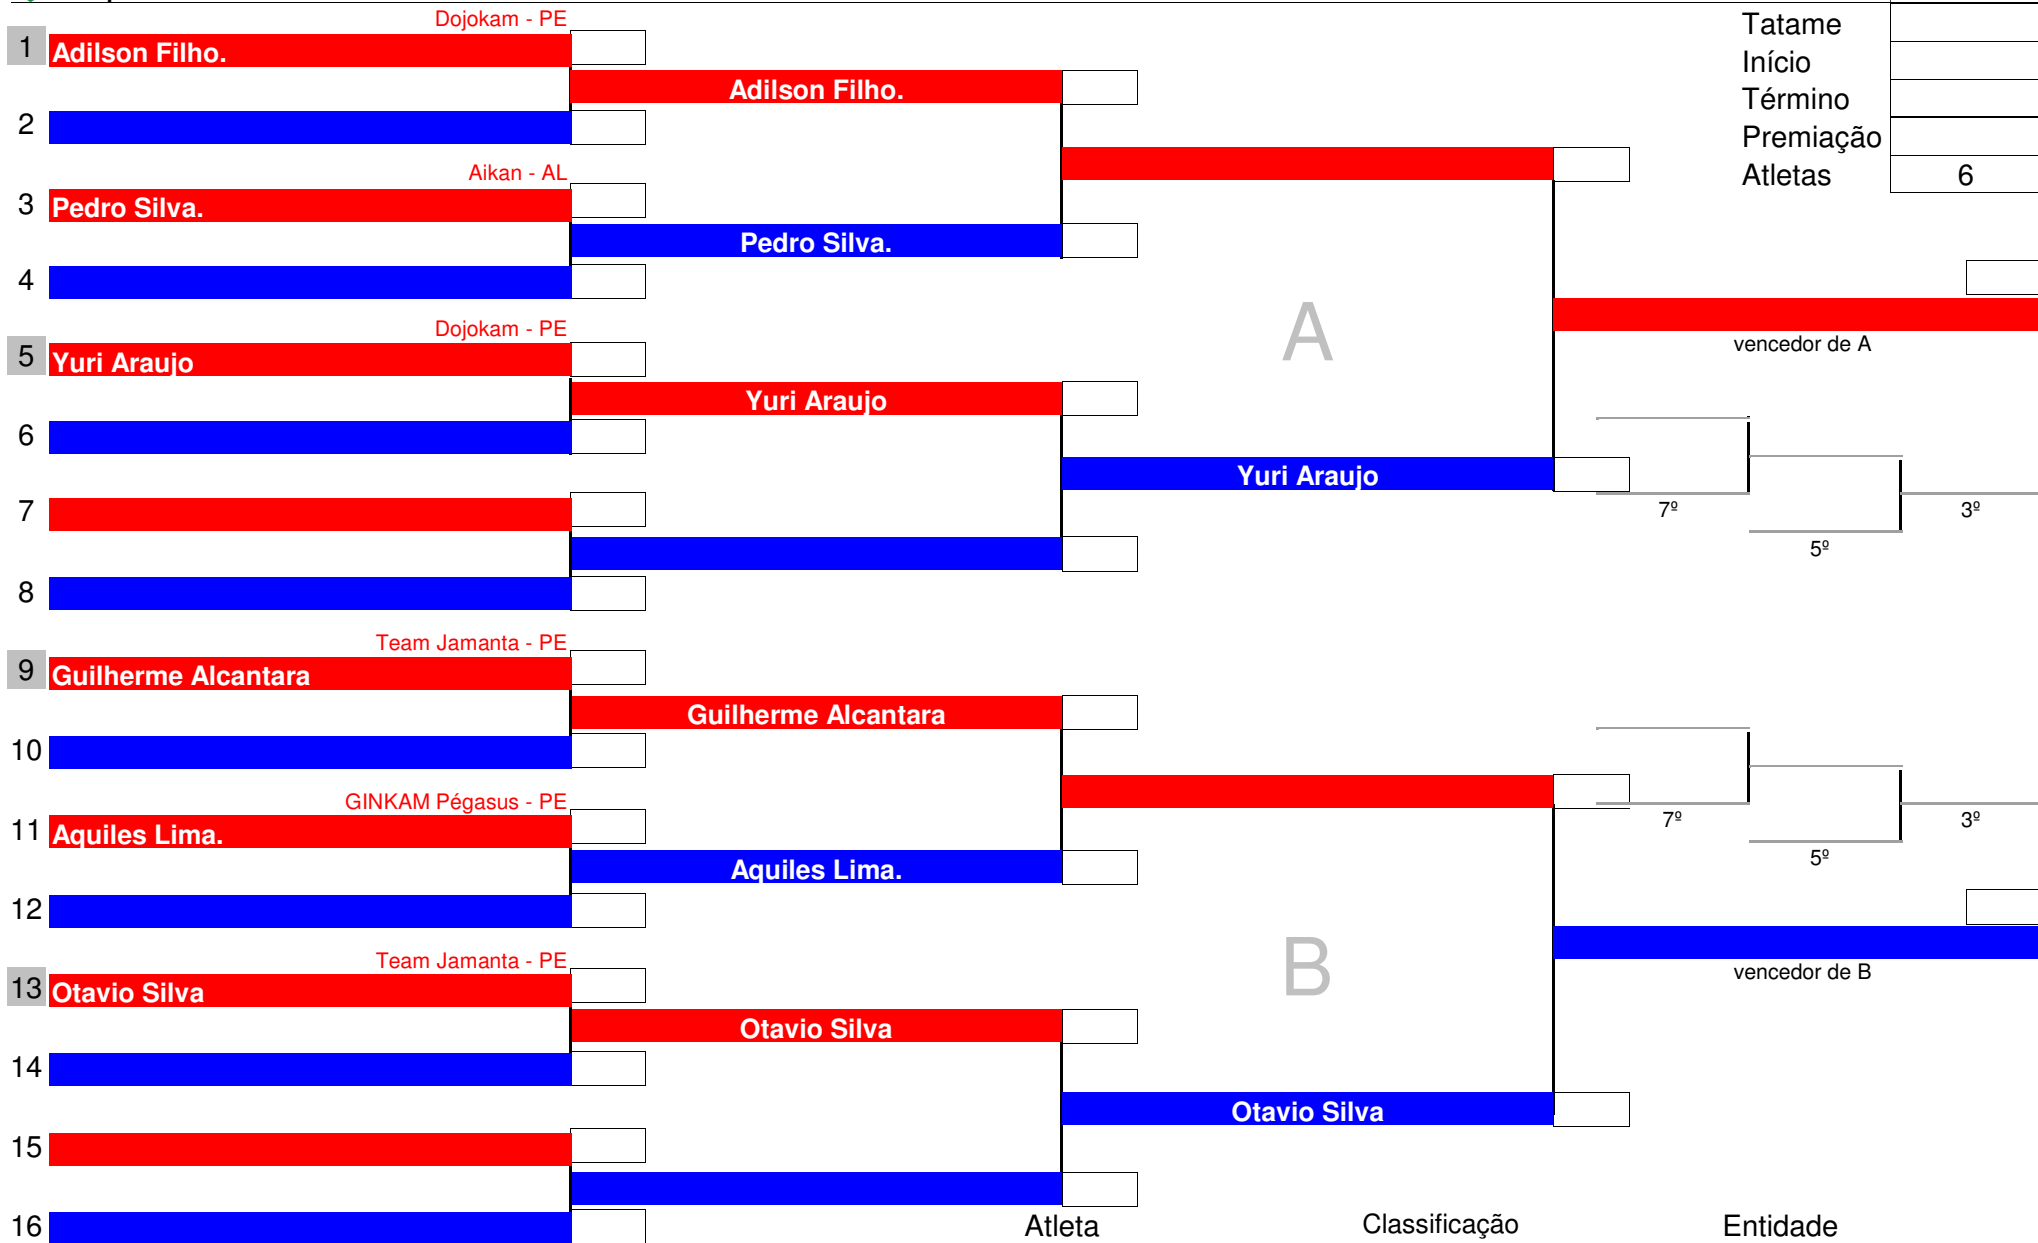 Dojokam - PE
Tatame
1 Adilson Filho.
Início
Adilson Filho.
Término
2
Premiação
Aikan - AL
Atletas 6
3 Pedro Silva.
Pedro Silva.
4
Dojokam - PE
A
vencedor de A
5 Yuri Araujo
Yuri Araujo
6
Yuri Araujo
7
7º
3º
5º
8
Team Jamanta - PE
9 Guilherme Alcantara
Guilherme Alcantara
10
GINKAM Pégasus - PE
7º
3º
11 Aquiles Lima.
5º
Aquiles Lima.
12
Team Jamanta - PE
B
vencedor de B
13 Otavio Silva
Otavio Silva
14
Otavio Silva
15
16
Atleta
Classificação
Entidade